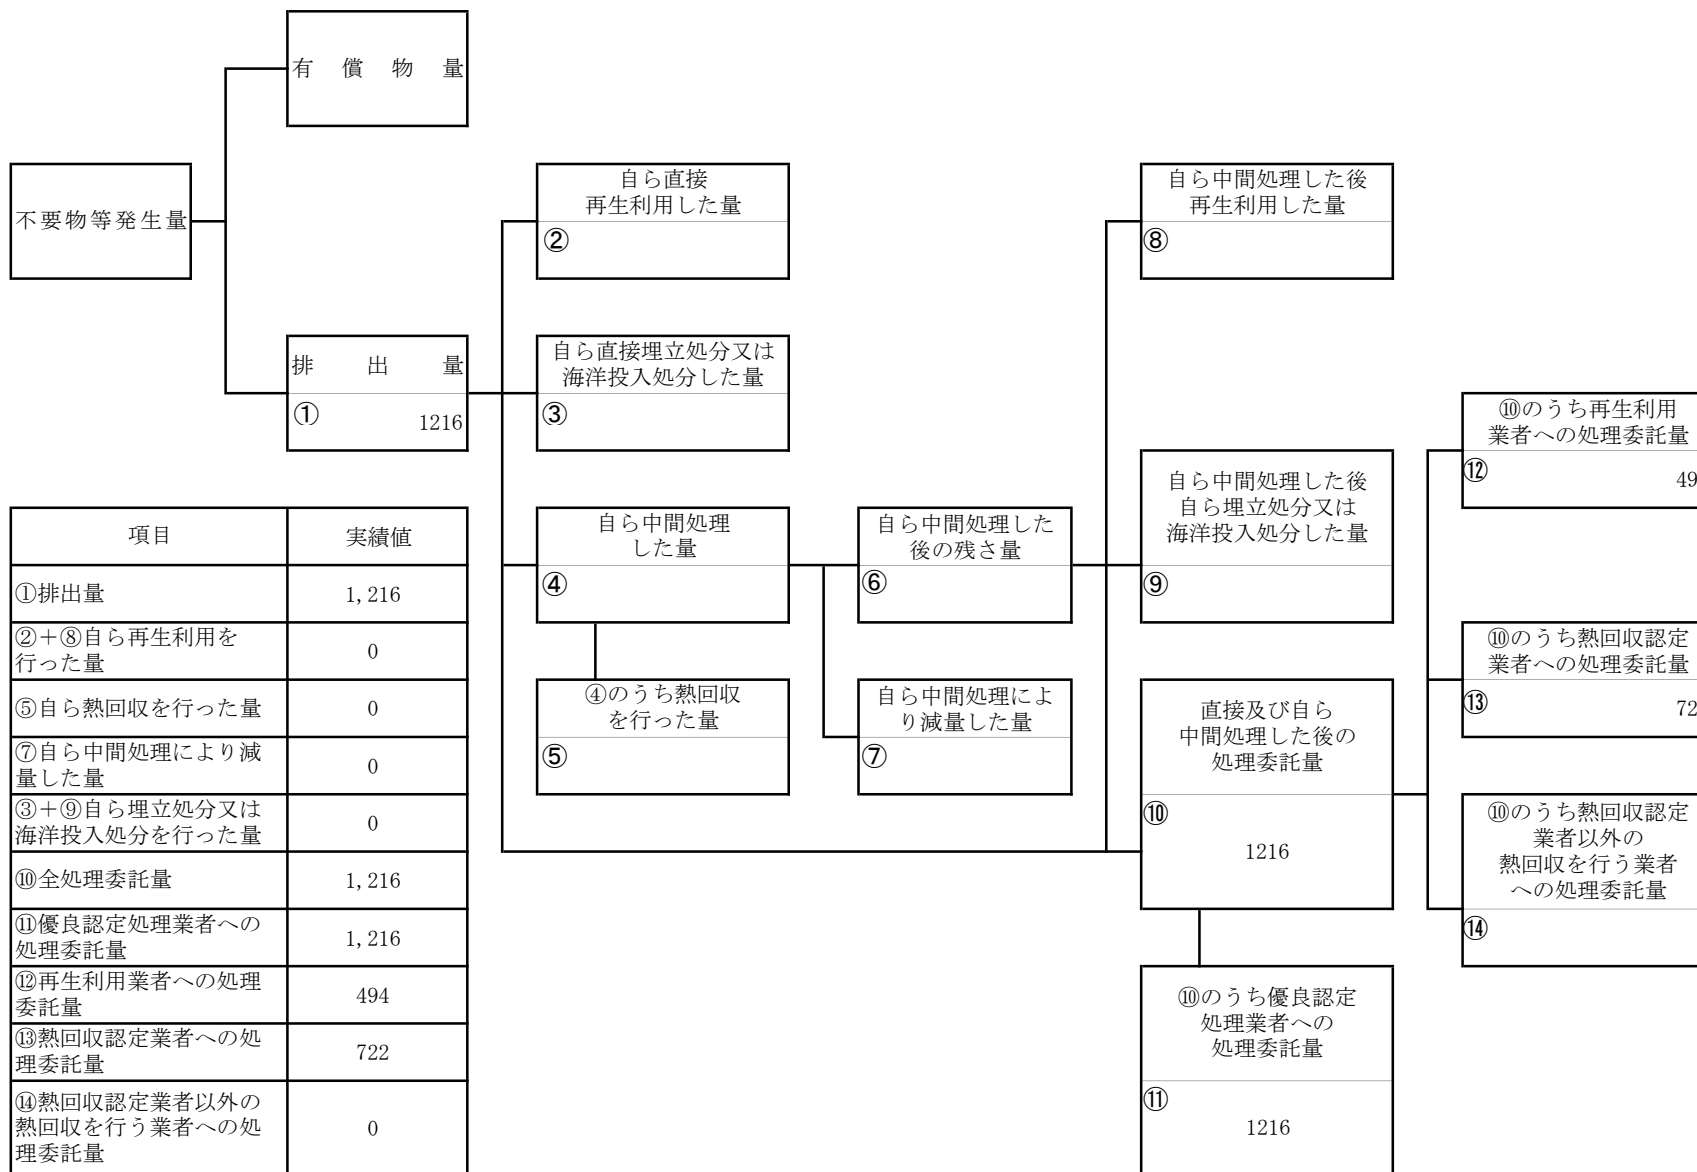 有償物量
不要物等発生量
自ら直接
再生利用した量
②
自ら中間処理した後
再生利用した量
⑧
排出量
①
1216
自ら直接埋立処分又は
海洋投入処分した量
③
⑩のうち再生利用
業者への処理委託量
⑫
49
自ら中間処理した後
自ら埋立処分又は
海洋投入処分した量
⑨
自ら中間処理
した量
④
自ら中間処理した
後の残さ量
⑥
⑩のうち熱回収認定
業者への処理委託量
⑬
72
④のうち熱回収
を行った量
⑤
自ら中間処理によ
り減量した量
⑦
直接及び自ら
中間処理した後の
処理委託量
⑩
1216
⑩のうち熱回収認定
業者以外の
熱回収を行う業者
への処理委託量
⑭
⑩のうち優良認定
処理業者への
処理委託量
⑪
1216
項目 実績値
①排出量 1,216
②＋⑧自ら再生利用を
行った量 0
⑤自ら熱回収を行った量 0
⑦自ら中間処理により減
量した量 0
③＋⑨自ら埋立処分又は
海洋投入処分を行った量 0
⑩全処理委託量 1,216
⑪優良認定処理業者への
処理委託量 1,216
⑫再生利用業者への処理
委託量 494
⑬熱回収認定業者への処
理委託量 722
⑭熱回収認定業者以外の
熱回収を行う業者への処
理委託量 0